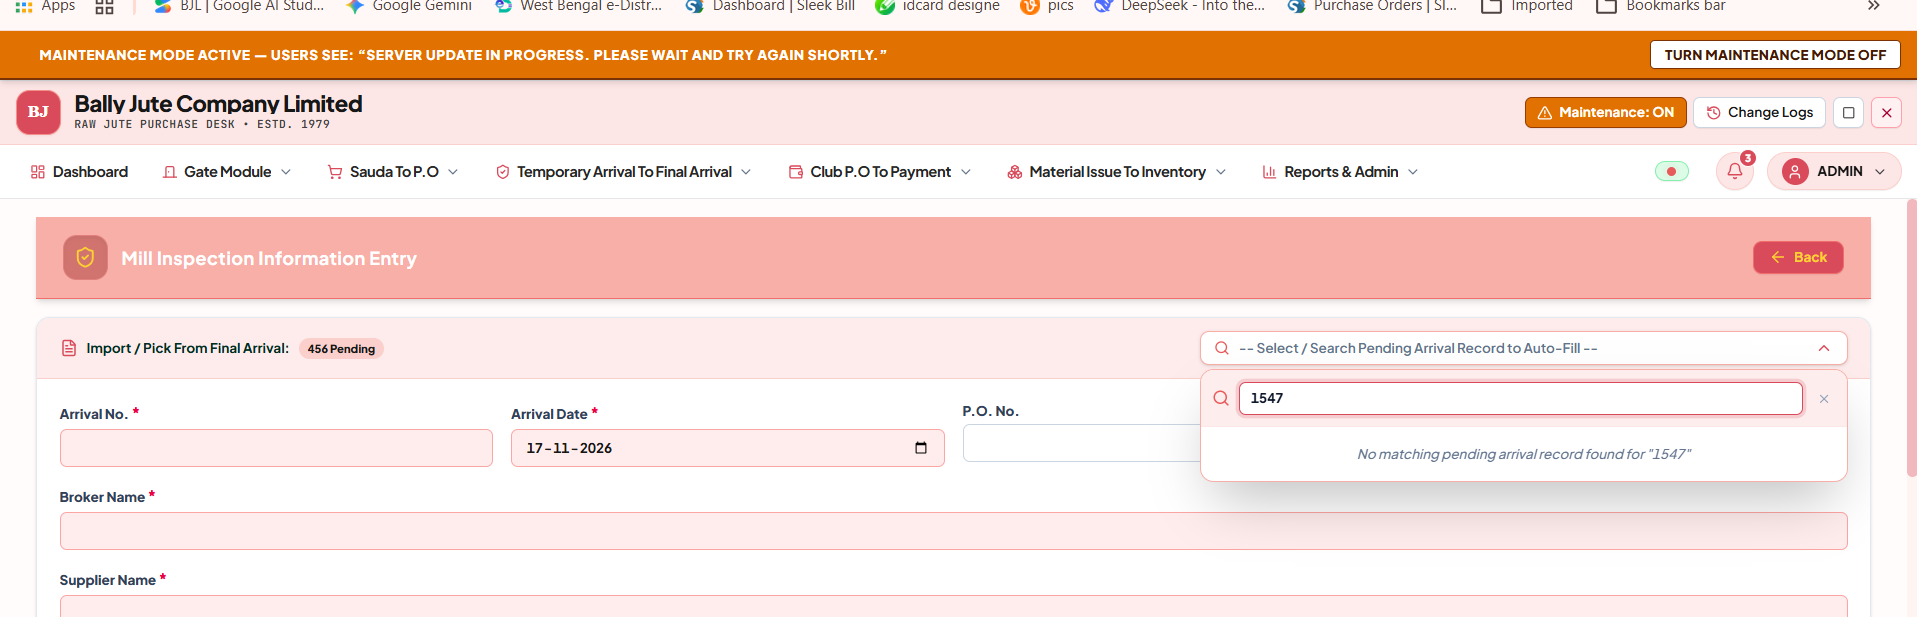 Apps BJL | Google AI Stud... Google Gemini West Bengal e-Distr... Dashboard | Sleek Bill idcard designe pics DeepSeek - Into the... Purchase Orders | Sl... Imported Bookmarks bar »
MAINTENANCE MODE ACTIVE — USERS SEE: “SERVER UPDATE IN PROGRESS. PLEASE WAIT AND TRY AGAIN SHORTLY.” TURN MAINTENANCE MODE OFF
BJ Bally Jute Company Limited
RAW JUTE PURCHASE DESK • ESTD. 1979
Maintenance: ON Change Logs
Dashboard Gate Module Sauda To P.O Temporary Arrival To Final Arrival Club P.O To Payment Material Issue To Inventory Reports & Admin 3 ADMIN
Mill Inspection Information Entry Back
Import / Pick From Final Arrival: 456 Pending -- Select / Search Pending Arrival Record to Auto-Fill --
1547
No matching pending arrival record found for "1547"
Arrival No. * Arrival Date * P.O. No.
17-11-2026
Broker Name *
Supplier Name *